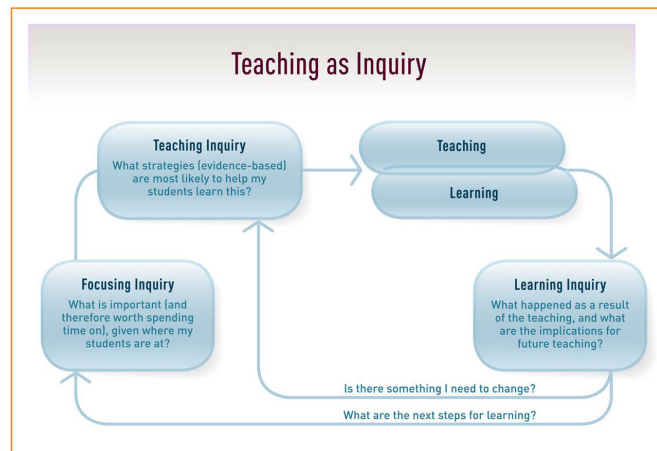 Teaching as Inquiry
Teaching Inquiry
What strategies (evidence-based)
are most likely to help my
students learn this?
Teaching
Learning
Focusing Inquiry
What is important (and
therefore worth spending
time on), given where my
students are at?
Learning Inquiry
What happened as a result
of the teaching, and what
are the implications for
future teaching?
Is there something I need to change?
What are the next steps for learning?